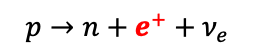 p → n + e⁺ + νₑ